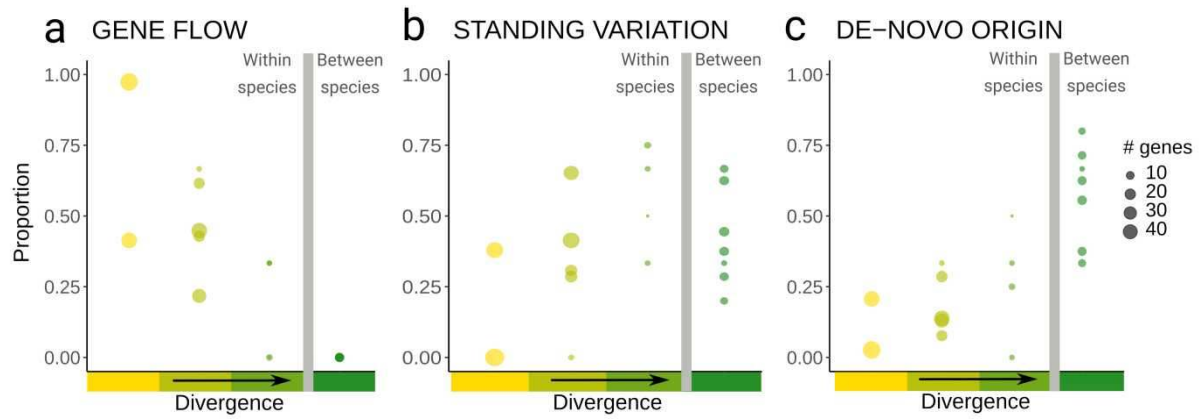 a GENE FLOW
Within species
Between species
1.00
0.75
0.50
0.25
0.00
Proportion
Divergence
b STANDING VARIATION
Within species
Between species
1.00
0.75
0.50
0.25
0.00
Divergence
c DE−NOVO ORIGIN
Within species
Between species
1.00
0.75
0.50
0.25
0.00
Divergence
# genes
10
20
30
40